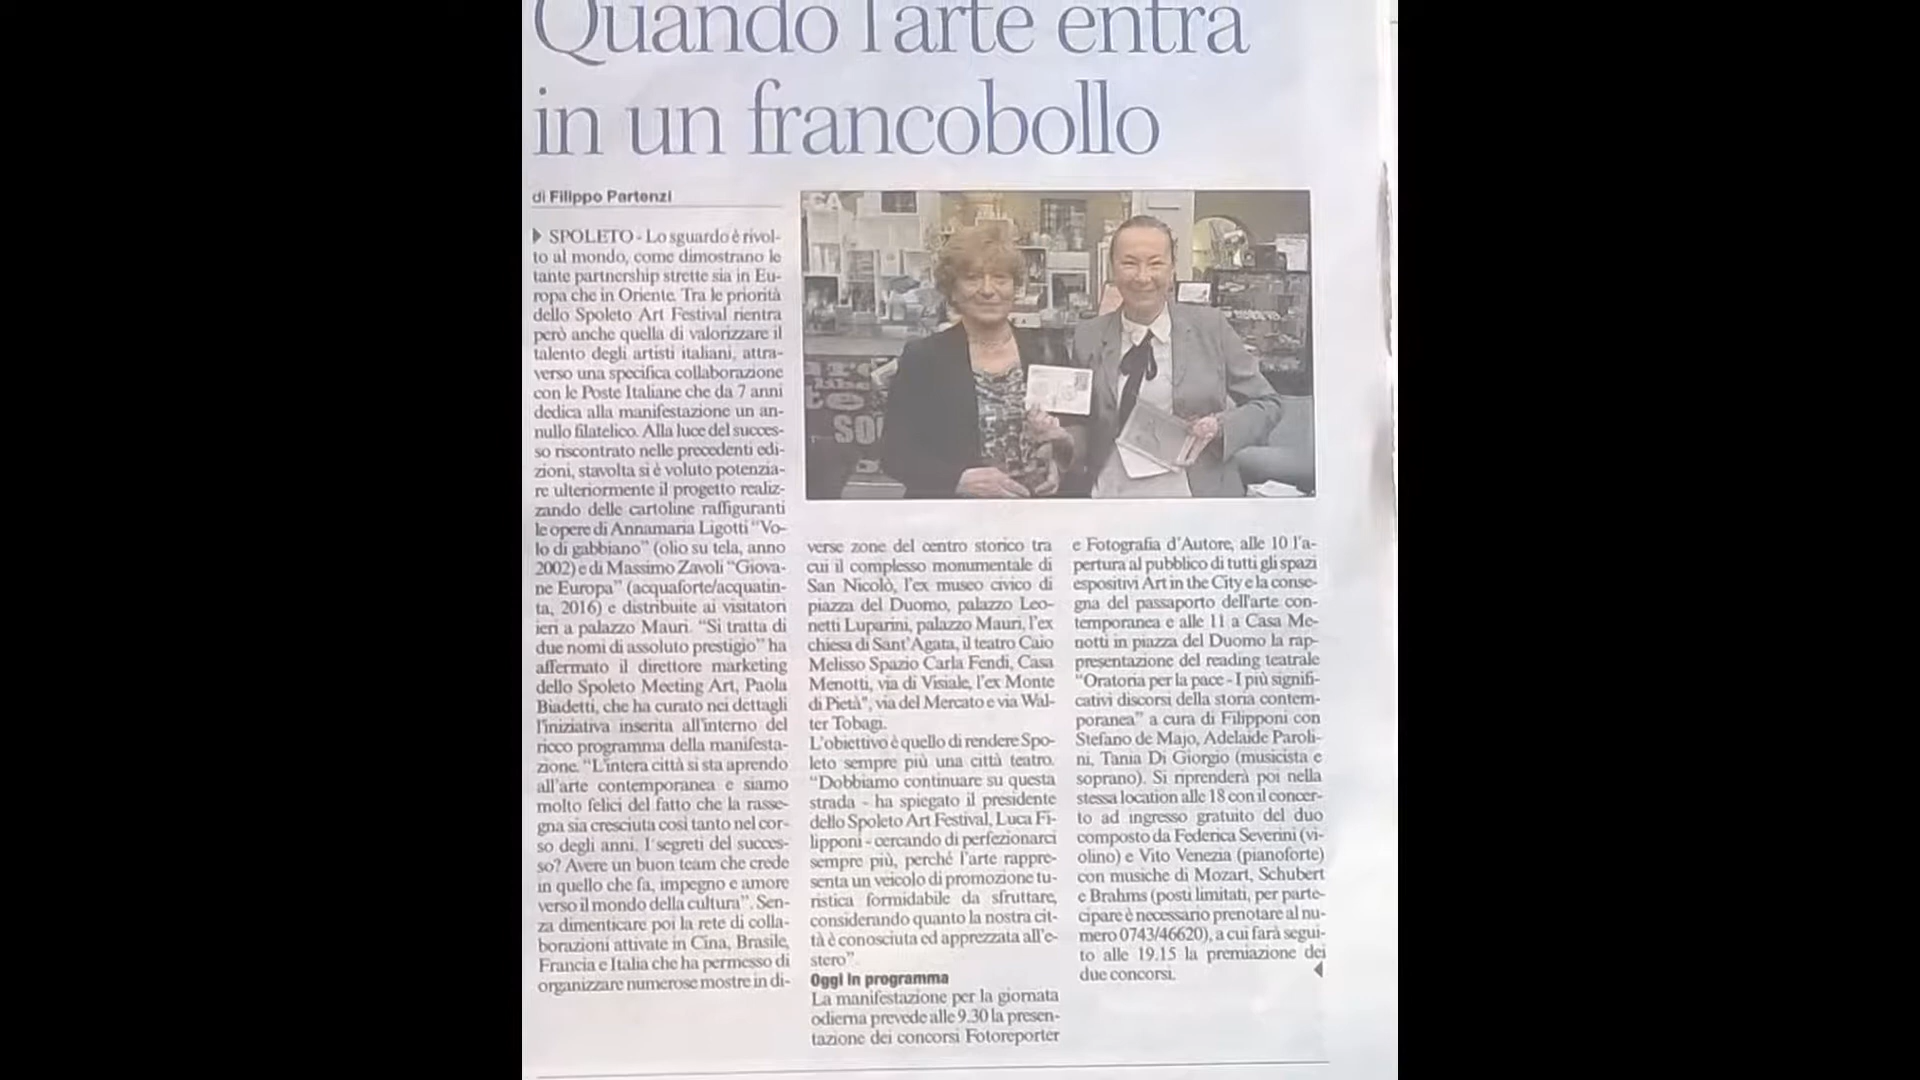 Quando l'arte entra
in un francobollo
di Filippo Partenzi
SPOLETO - Lo sguardo è rivol-
to al mondo, come dimostrano le
tante partnership strette sia in Eu-
ropa che in Oriente. Tra le priorità
dello Spoleto Art Festival rientra
però anche quella di valorizzare il
talento degli artisti italiani, attra-
verso una specifica collaborazione
con le Poste Italiane che da 7 anni
dedica alla manifestazione un an-
nullo filatelico. Alla luce del succes-
so riscontrato nelle precedenti edi-
zioni, stavolta si è voluto potenzia-
re ulteriormente il progetto realiz-
zando delle cartoline raffiguranti
le opere di Annamaria Ligotti "Vo-
lo di gabbiano" (olio su tela, anno
2002) e di Massimo Zavoli "Giova-
ne Europa" (acquaforte/acquatin-
ta, 2016) e distribuite ai visitatori
ieri a palazzo Mauri. "Si tratta di
due nomi di assoluto prestigio" ha
affermato il direttore marketing
dello Spoleto Meeting Art, Paola
Biadetti, che ha curato nei dettagli
l'iniziativa inserita all'interno del
ricco programma della manifesta-
zione. "L'intera città si sta aprendo
all'arte contemporanea e siamo
molto felici del fatto che la rasse-
gna sia cresciuta così tanto nel cor-
so degli anni. I segreti del succes-
so? Avere un buon team che crede
in quello che fa, impegno e amore
verso il mondo della cultura". Sen-
za dimenticare poi la rete di colla-
borazioni attivate in Cina, Brasile,
Francia e Italia che ha permesso di
organizzare numerose mostre in di-
verse zone del centro storico tra
cui il complesso monumentale di
San Nicolò, l'ex museo civico di
piazza del Duomo, palazzo Leo-
netti Luparini, palazzo Mauri, l'ex
chiesa di Sant'Agata, il teatro Caio
Melisso Spazio Carla Fendi, Casa
Menotti, via di Visiale, l'ex Monte
di Pietà", via del Mercato e via Wal-
ter Tobagi.
L'obiettivo è quello di rendere Spo-
leto sempre più una città teatro.
"Dobbiamo continuare su questa
strada - ha spiegato il presidente
dello Spoleto Art Festival, Luca Fi-
lipponi - cercando di perfezionarci
sempre più, perché l'arte rappre-
senta un veicolo di promozione tu-
ristica formidabile da sfruttare,
considerando quanto la nostra cit-
tà è conosciuta ed apprezzata all'e-
stero".
Oggi in programma
La manifestazione per la giornata
odierna prevede alle 9.30 la presen-
tazione dei concorsi Fotoreporter
e Fotografia d'Autore, alle 10 l'a-
pertura al pubblico di tutti gli spazi
espositivi Art in the City e la conse-
gna del passaporto dell'arte con-
temporanea e alle 11 a Casa Me-
notti in piazza del Duomo la rap-
presentazione del reading teatrale
"Oratoria per la pace - I più signifi-
cativi discorsi della storia contem-
poranea" a cura di Filipponi con
Stefano de Majo, Adelaide Paroli-
ni, Tania Di Giorgio (musicista e
soprano). Si riprenderà poi nella
stessa location alle 18 con il concer-
to ad ingresso gratuito del duo
composto da Federica Severini (vi-
olino) e Vito Venezia (pianoforte)
con musiche di Mozart, Schubert
e Brahms (posti limitati, per parte-
cipare è necessario prenotare al nu-
mero 0743/46620), a cui farà segui-
to alle 19.15 la premiazione dei
due concorsi.